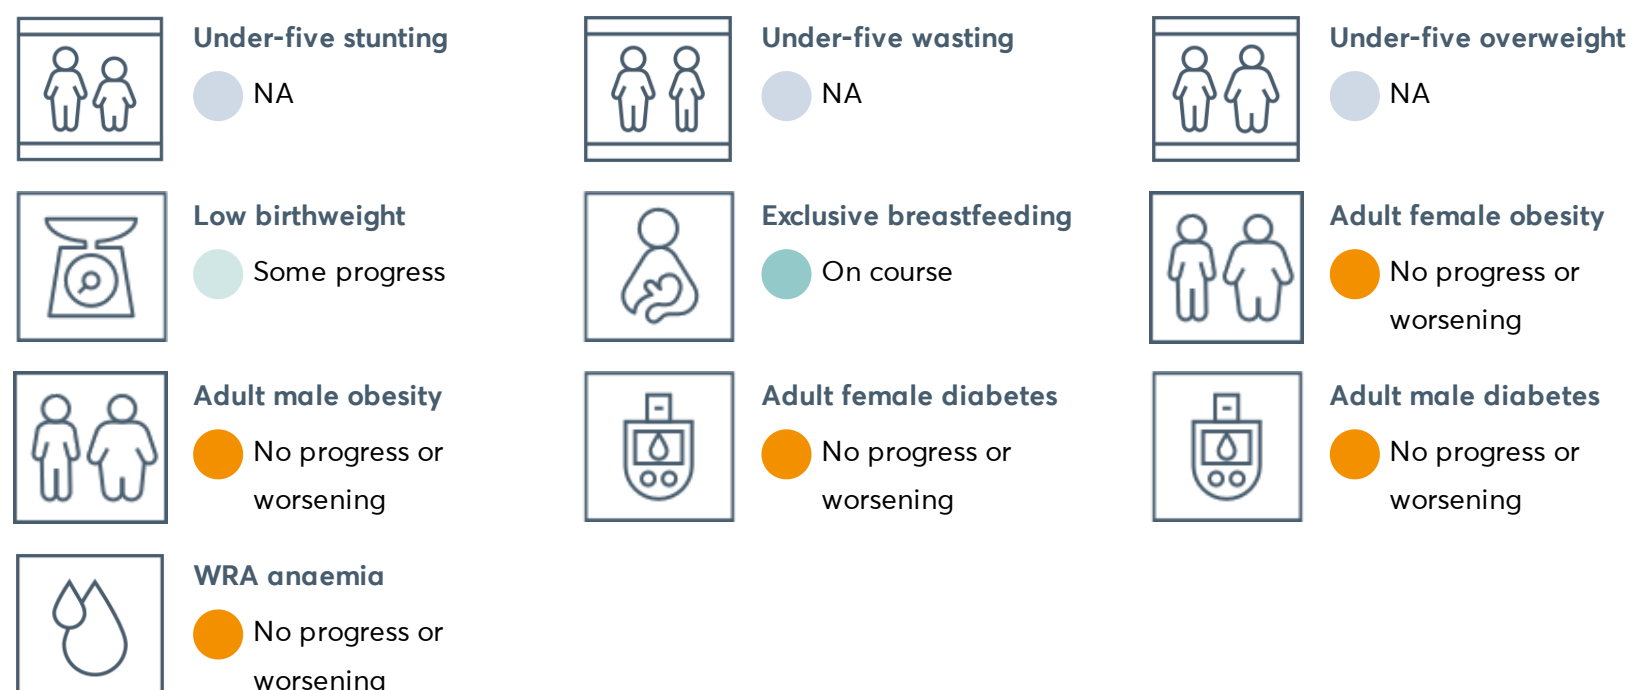 Under-five stunting
NA
Under-five wasting
NA
Under-five overweight
NA
Low birthweight
Some progress
Exclusive breastfeeding
On course
Adult female obesity
No progress or
worsening
Adult male obesity
No progress or
worsening
Adult female diabetes
No progress or
worsening
Adult male diabetes
No progress or
worsening
WRA anaemia
No progress or
worsening